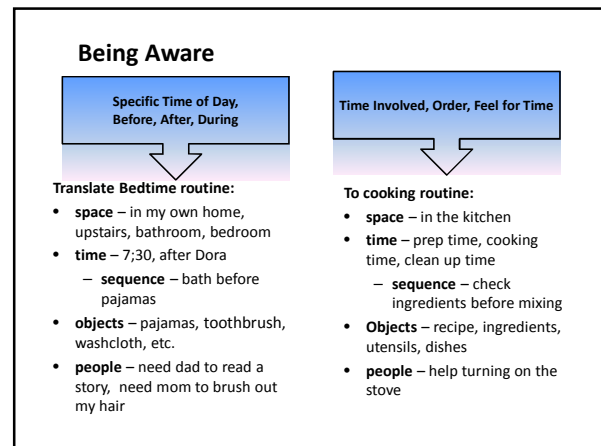 Being Aware
Specific Time of Day,
Before, After, During
Translate Bedtime routine:
• space – in my own home,
upstairs, bathroom, bedroom
• time – 7;30, after Dora
– sequence – bath before
pajamas
• objects – pajamas, toothbrush,
washcloth, etc.
• people – need dad to read a
story, need mom to brush out
my hair
Time Involved, Order, Feel for Time
To cooking routine:
• space – in the kitchen
• time – prep time, cooking
time, clean up time
– sequence – check
ingredients before mixing
• Objects – recipe, ingredients,
utensils, dishes
• people – help turning on the
stove